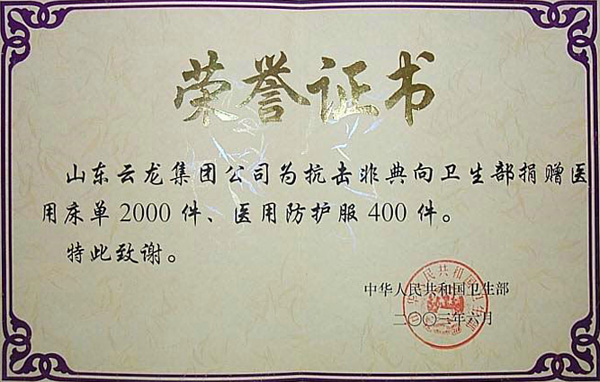 荣誉证书
山东云龙集团公司为抗击非典向卫生部捐赠医
用床单2000件、医用防护服400件。
特此致谢。
中华人民共和国卫生部
二〇〇三年六月